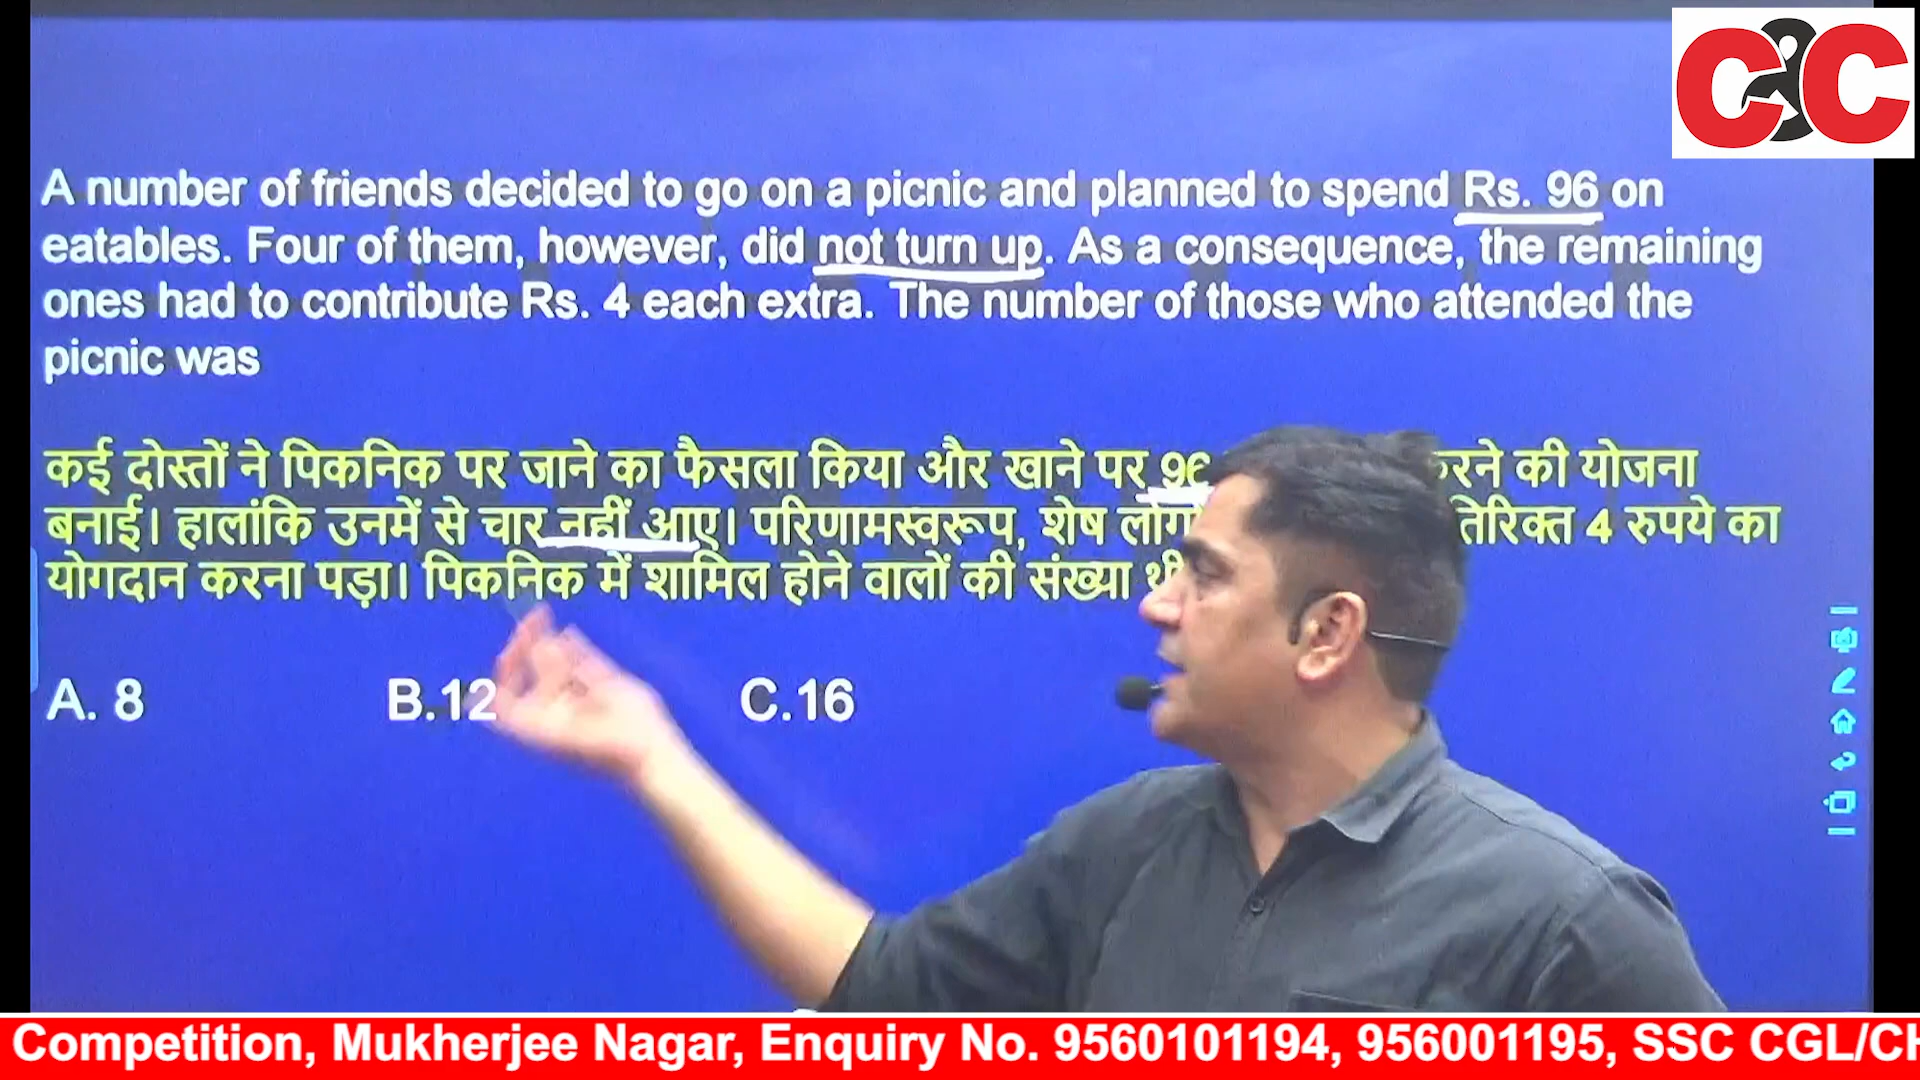 C3C
A number of friends decided to go on a picnic and planned to spend Rs. 96 on
eatables. Four of them, however, did not turn up. As a consequence, the remaining
ones had to contribute Rs. 4 each extra. The number of those who attended the
picnic was
कई दोस्तों ने पिकनिक पर जाने का फैसला किया और खाने पर 96 की योजना
बनाई। हालांकि उनमें से चार नहीं आए। परिणामस्वरूप, शेष 4 रुपये का
योगदान करना पड़ा। पिकनिक में शामिल होने वालों की संख्या
A. 8 B.12 C.16
Competition, Mukherjee Nagar, Enquiry No. 9560101194, 956001195, SSC CGL/CH